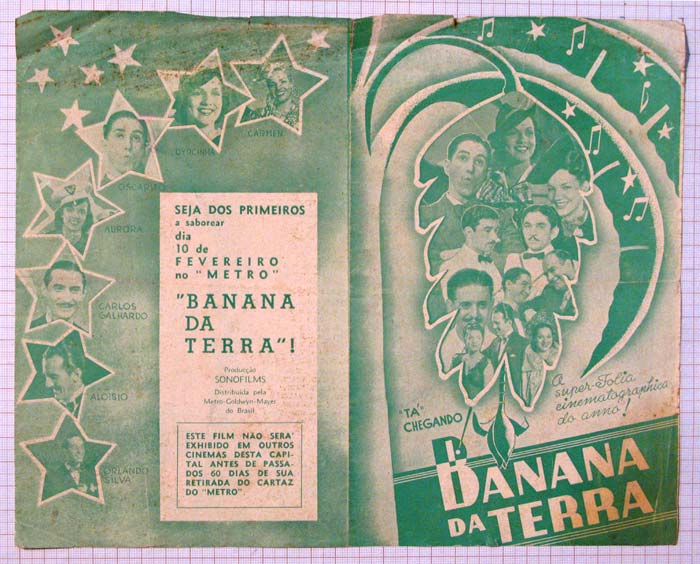 CARMEN
DYRCINHA
OSCARITO
AURORA
CARLOS
GALHARDO
ALOISIO
ORLANDO
SILVA
SEJA DOS PRIMEIROS
a saborear
dia
10 de
FEVEREIRO
no "METRO"
"BANANA
DA
TERRA"!
Producção
SONOFILMS
Distribuida pela
Metro-Goldwyn-Mayer
do Brasil
ESTE FILM NÃO SERA'
EXHIBIDO EM OUTROS
CINEMAS DESTA CAPI-
TAL ANTES DE PASSA-
DOS 60 DIAS DE SUA
RETIRADA DO CARTAZ
DO "METRO"
"TÁ"
CHEGANDO
A
super-Folia
cinematographica
do anno!
BANANA
DA TERRA